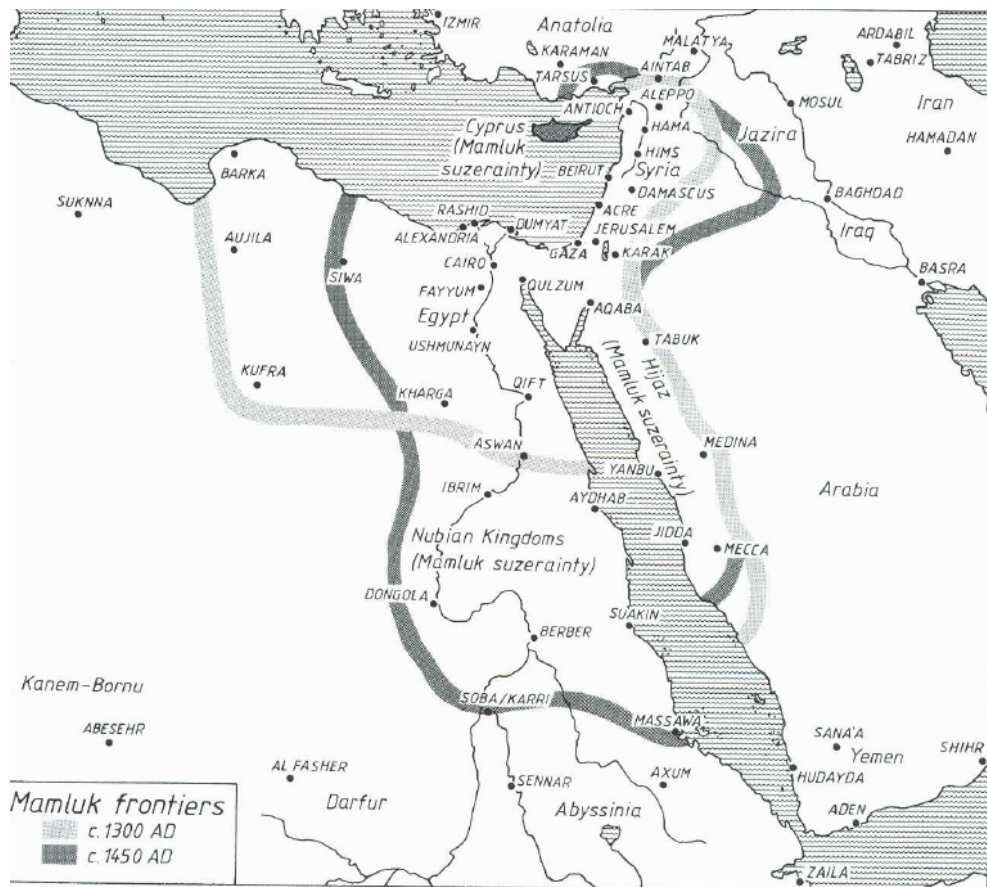 IZMIR
Anatolia
KARAMAN
MALATYA
ARDABIL
TABRIZ
TARSUS
AINTAB
ALEPPO
ANTIOCH
MOSUL
Iran
HAMADAN
Cyprus
(Mamluk
suzerainty)
HAMA
Jazira
HIMS
Syria
BEIRUT
BARKA
SUKNNA
DAMASCUS
BAGHDAD
ACRE
RASHID
DUMYAT
JERUSALEM
ALEXANDRIA
Iraq
AUJILA
GAZA
KARAK
SIWA
CAIRO
BASRA
QULZUM
FAYYUM
AQABA
Egypt
USHMUNAYN
TABUK
Hijaz
(Mamluk suzerainty)
KUFRA
KHARGA
QIFT
ASWAN
MEDINA
YANBU
IBRIM
AYDHAB
Arabia
Nubian Kingdoms
(Mamluk suzerainty)
JIDDA
MECCA
DONGOLA
SUAKIN
BERBER
Kanem-Bornu
SOBA/KARRI
MASSAWA
ABESEHR
SANA'A
Yemen
SHIHR
AL FASHER
SENNAR
AXUM
HUDAYDA
Darfur
Abyssinia
ADEN
ZAILA
Mamluk frontiers
c.1300 AD
c.1450 AD